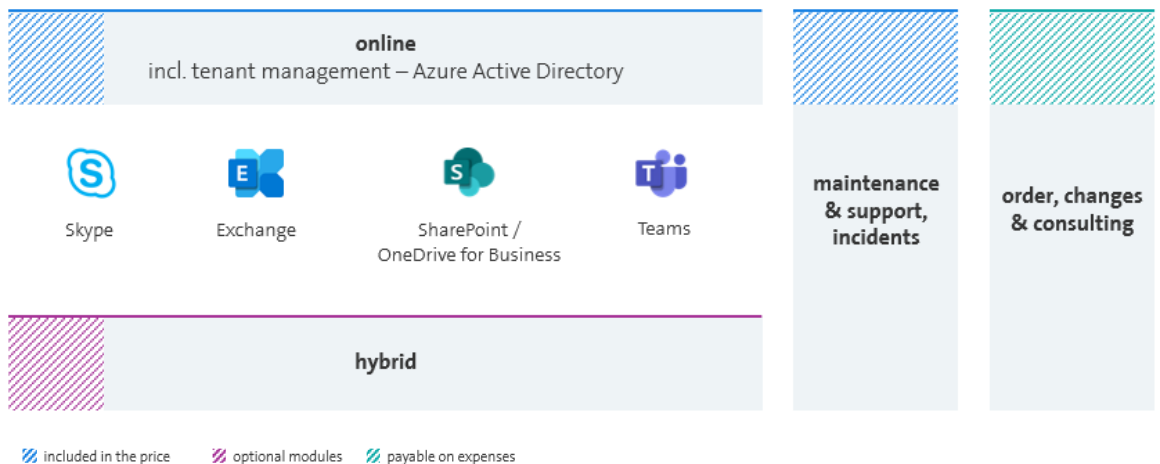 online
incl. tenant management – Azure Active Directory
S
Skype
E
Exchange
S
SharePoint /
OneDrive for Business
T
Teams
hybrid
maintenance
& support,
incidents
order, changes
& consulting
included in the price
optional modules
payable on expenses